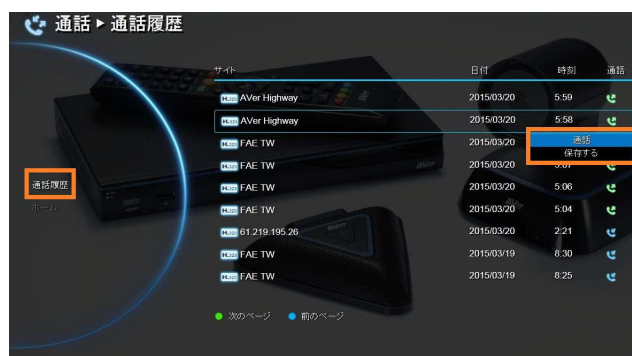 通話 ▸ 通話履歴
サイト 日付 時刻 通話
H.323 AVer Highway 2015/03/20 5:59
H.323 AVer Highway 2015/03/20 5:58
H.323 FAE TW 2015/03/20
通話
保存する
H.323 FAE TW 2015/03/20 5:07
通話履歴
H.323 FAE TW 2015/03/20 5:06
ホーム
H.323 FAE TW 2015/03/20 5:04
H.323 61.219.195.26 2015/03/20 2:21
H.323 FAE TW 2015/03/19 8:30
H.323 FAE TW 2015/03/19 8:25
次のページ 前のページ